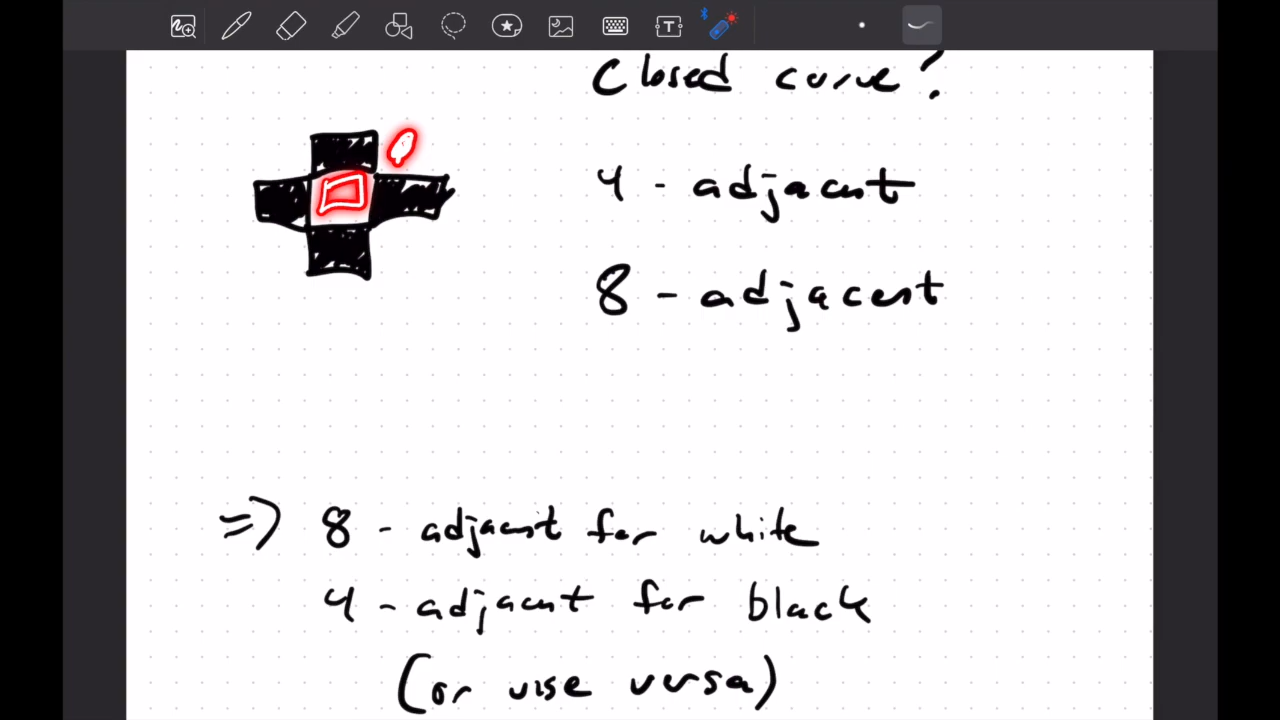 Closed curve?
4 - adjacent
8 - adjacent
=> 8 - adjacent for white
4 - adjacent for black
(or vise versa)